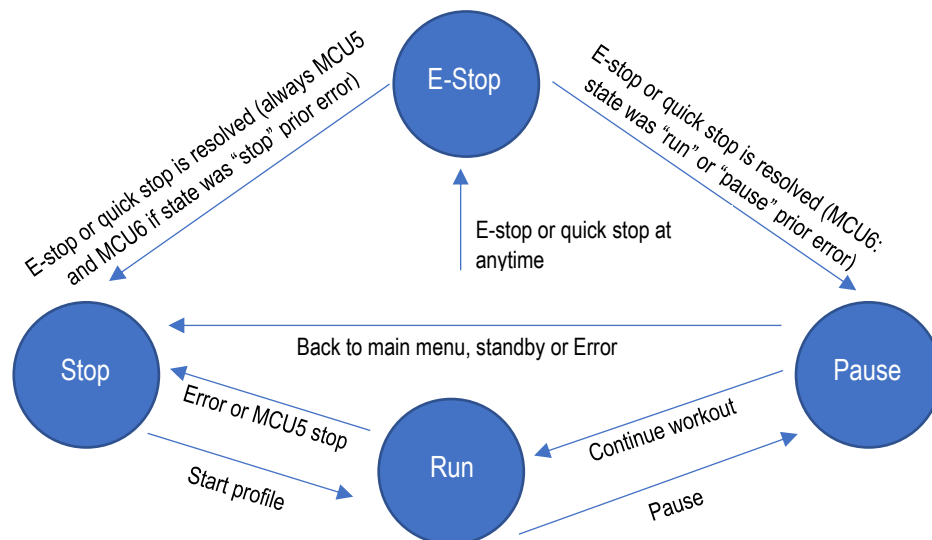 E-Stop
E-stop or quick stop is resolved (always MCU5
and MCU6 if state was “stop” prior error)
E-stop or quick stop is resolved (MCU6:
state was “run” or “pause” prior error)
E-stop or quick stop at
anytime
Back to main menu, standby or Error
Stop
Pause
Error or MCU5 stop
Continue workout
Run
Start profile
Pause